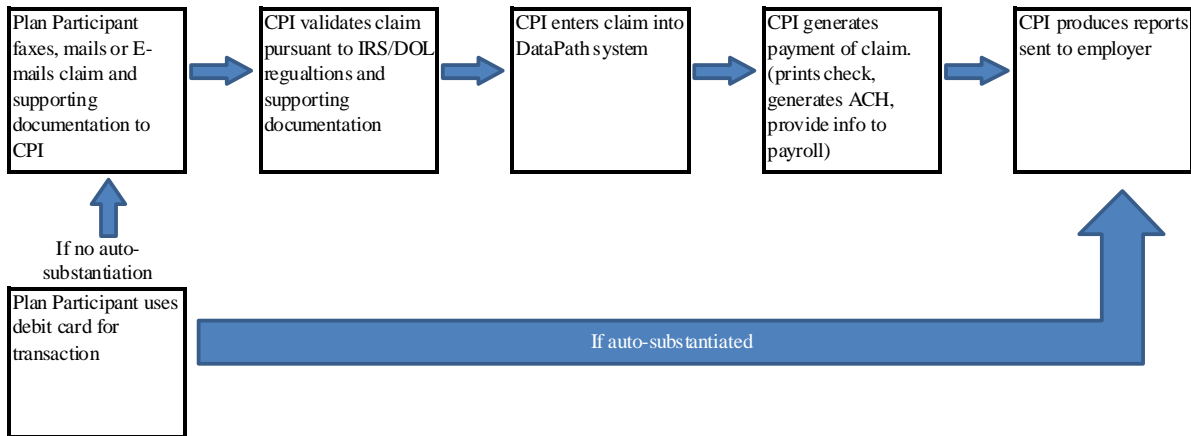 Plan Participant
faxes, mails or E-
mails claim and
supporting
documentation to
CPI
CPI validates claim
pursuant to IRS/DOL
regualtions and
supporting
documentation
CPI enters claim into
DataPath system
CPI generates
payment of claim.
(prints check,
generates ACH,
provide info to
payroll)
CPI produces reports
sent to employer
If no auto-
substantiation
Plan Participant uses
debit card for
transaction
If auto-substantiated